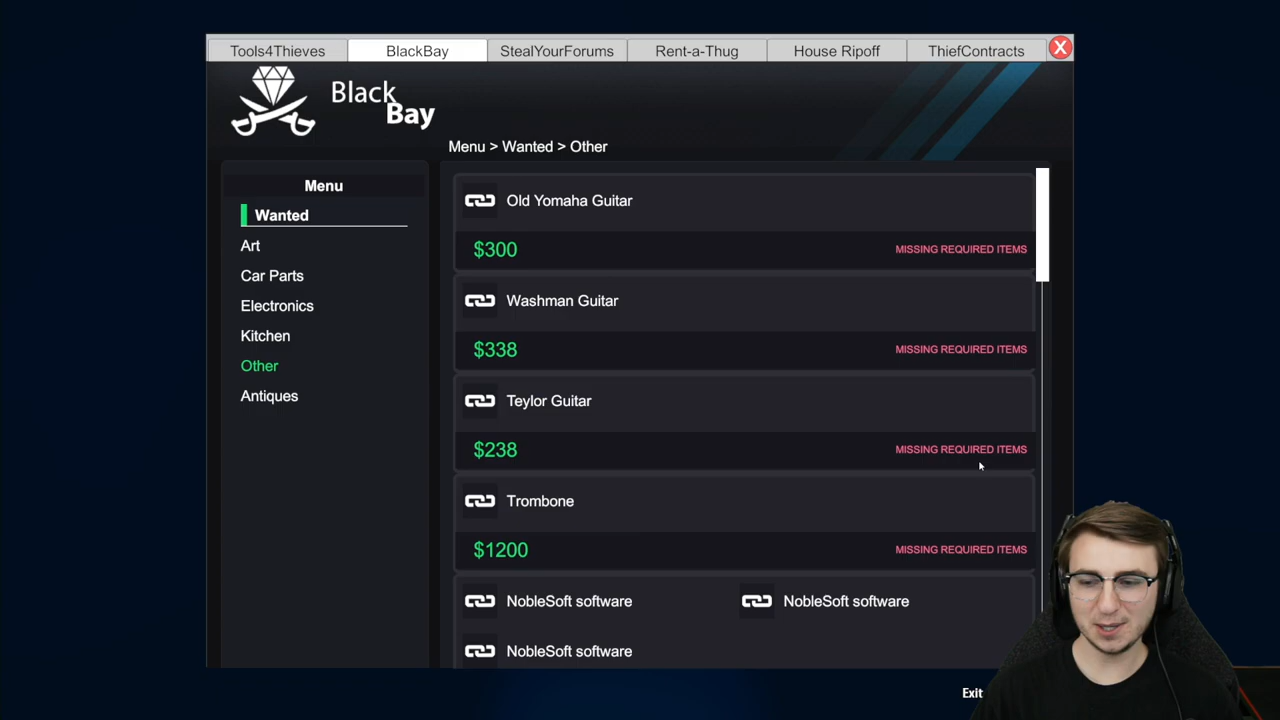 Tools4Thieves BlackBay StealYourForums Rent-a-Thug House Ripoff ThiefContracts X
Black
Bay
Menu > Wanted > Other
Menu
Wanted
Art
Car Parts
Electronics
Kitchen
Other
Antiques
Old Yomaha Guitar
$300 MISSING REQUIRED ITEMS
Washman Guitar
$338 MISSING REQUIRED ITEMS
Teylor Guitar
$238 MISSING REQUIRED ITEMS
Trombone
$1200 MISSING REQUIRED ITEMS
NobleSoft software NobleSoft software
NobleSoft software
Exit